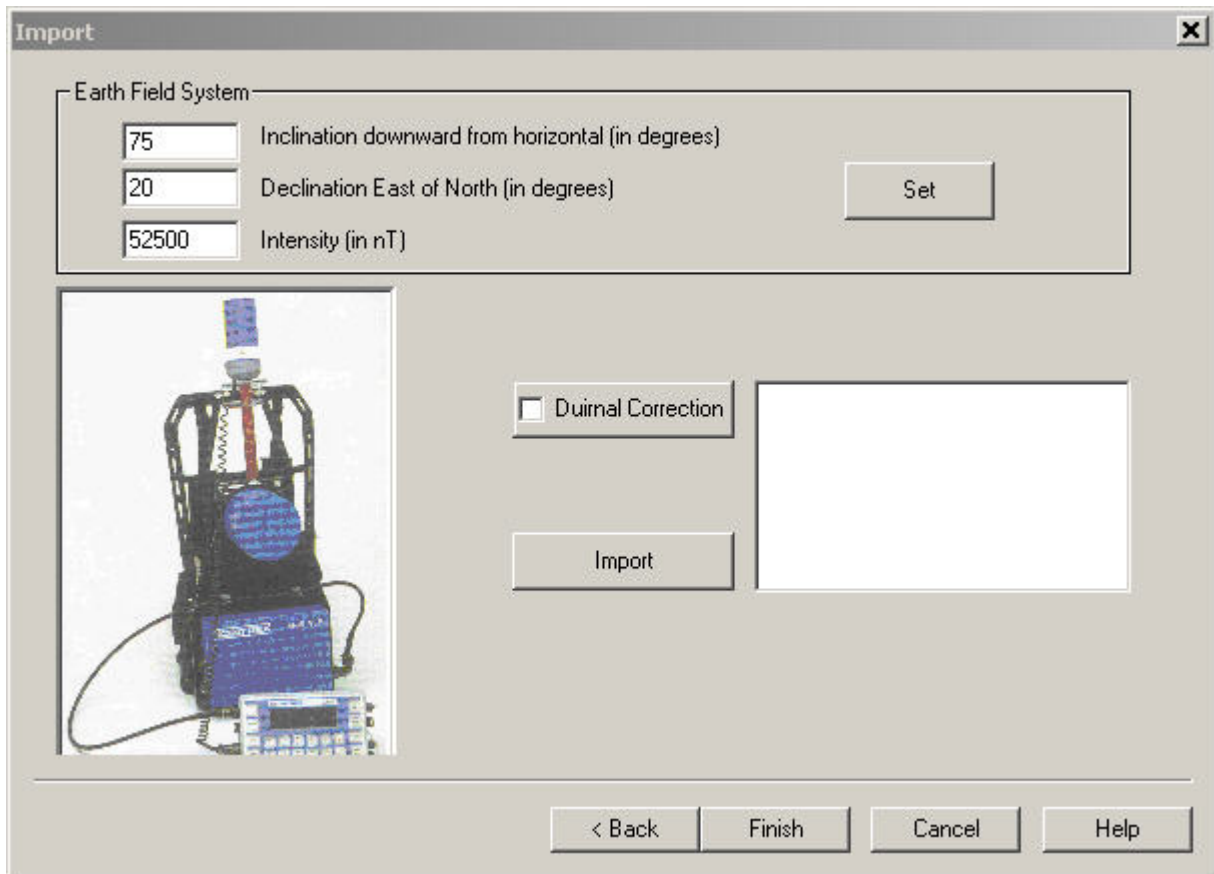 Import
Earth Field System
75 Inclination downward from horizontal (in degrees)
20 Declination East of North (in degrees)
Set
52500 Intensity (in nT)
Duirnal Correction
Import
< Back Finish Cancel Help